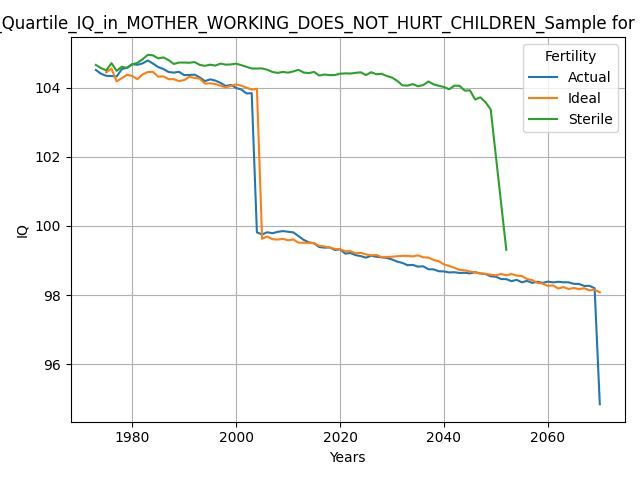 _Quartile_IQ_in_MOTHER_WORKING_DOES_NOT_HURT_CHILDREN_Sample for
Fertility
Actual
Ideal
Sterile
IQ
104
102
100
98
96
1980
2000
2020
2040
2060
Years